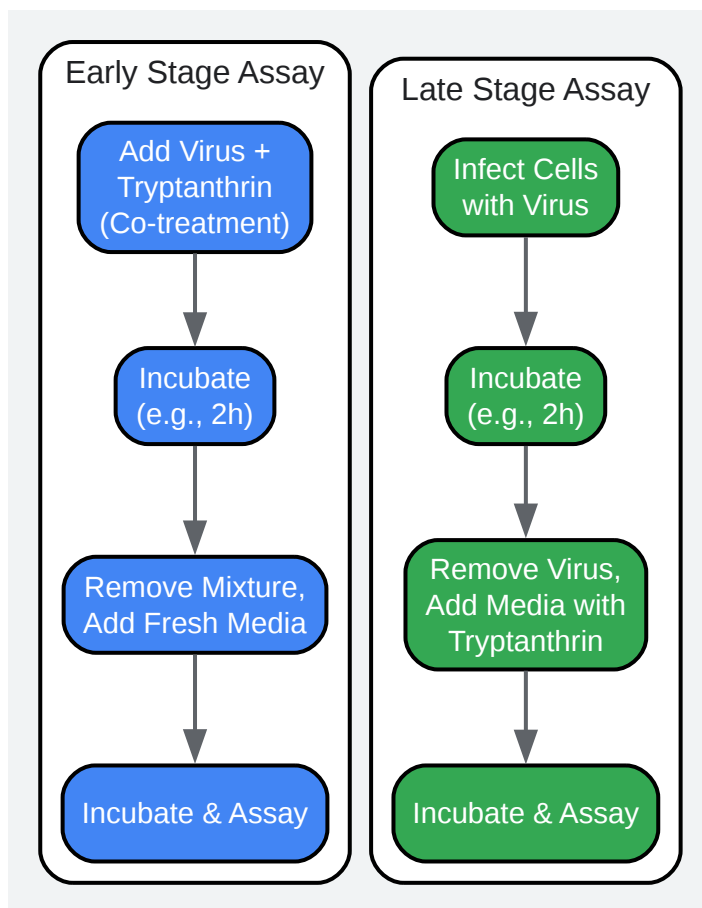 Early Stage Assay
Add Virus +
Tryptanthrin
(Co-treatment)
Incubate
(e.g., 2h)
Remove Mixture,
Add Fresh Media
Incubate & Assay
Late Stage Assay
Infect Cells
with Virus
Incubate
(e.g., 2h)
Remove Virus,
Add Media with
Tryptanthrin
Incubate & Assay